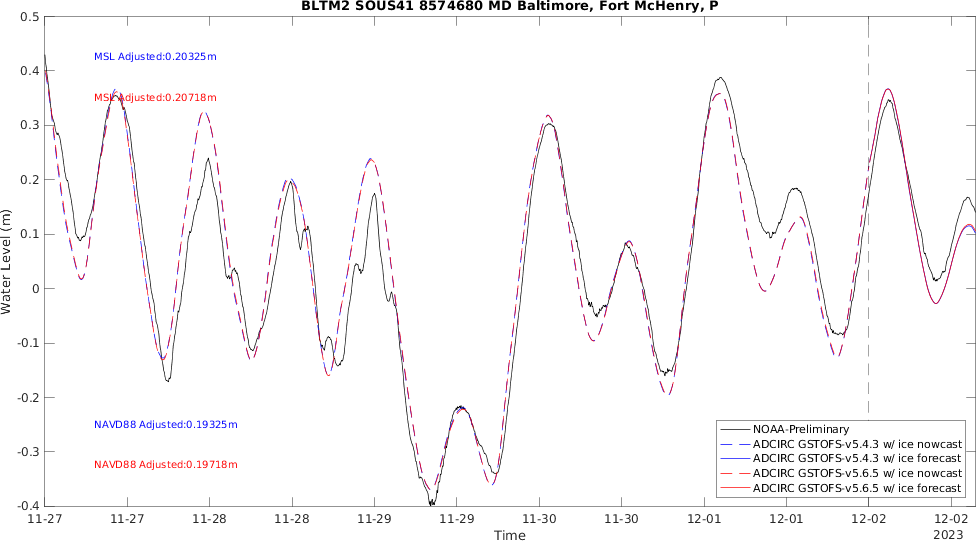 BLTM2 SOUS41 8574680 MD Baltimore, Fort McHenry, P
0.5
0.4
0.3
0.2
0.1
0
-0.1
-0.2
-0.3
-0.4
Water Level (m)
MSL Adjusted:0.20325m
MSL Adjusted:0.20718m
NAVD88 Adjusted:0.19325m
NAVD88 Adjusted:0.19718m
NOAA-Preliminary
ADCIRC GSTOFS-v5.4.3 w/ ice nowcast
ADCIRC GSTOFS-v5.4.3 w/ ice forecast
ADCIRC GSTOFS-v5.6.5 w/ ice nowcast
ADCIRC GSTOFS-v5.6.5 w/ ice forecast
11-27 11-27 11-28 11-28 11-29 11-29 11-30 11-30 12-01 12-01 12-02 12-02
2023
Time